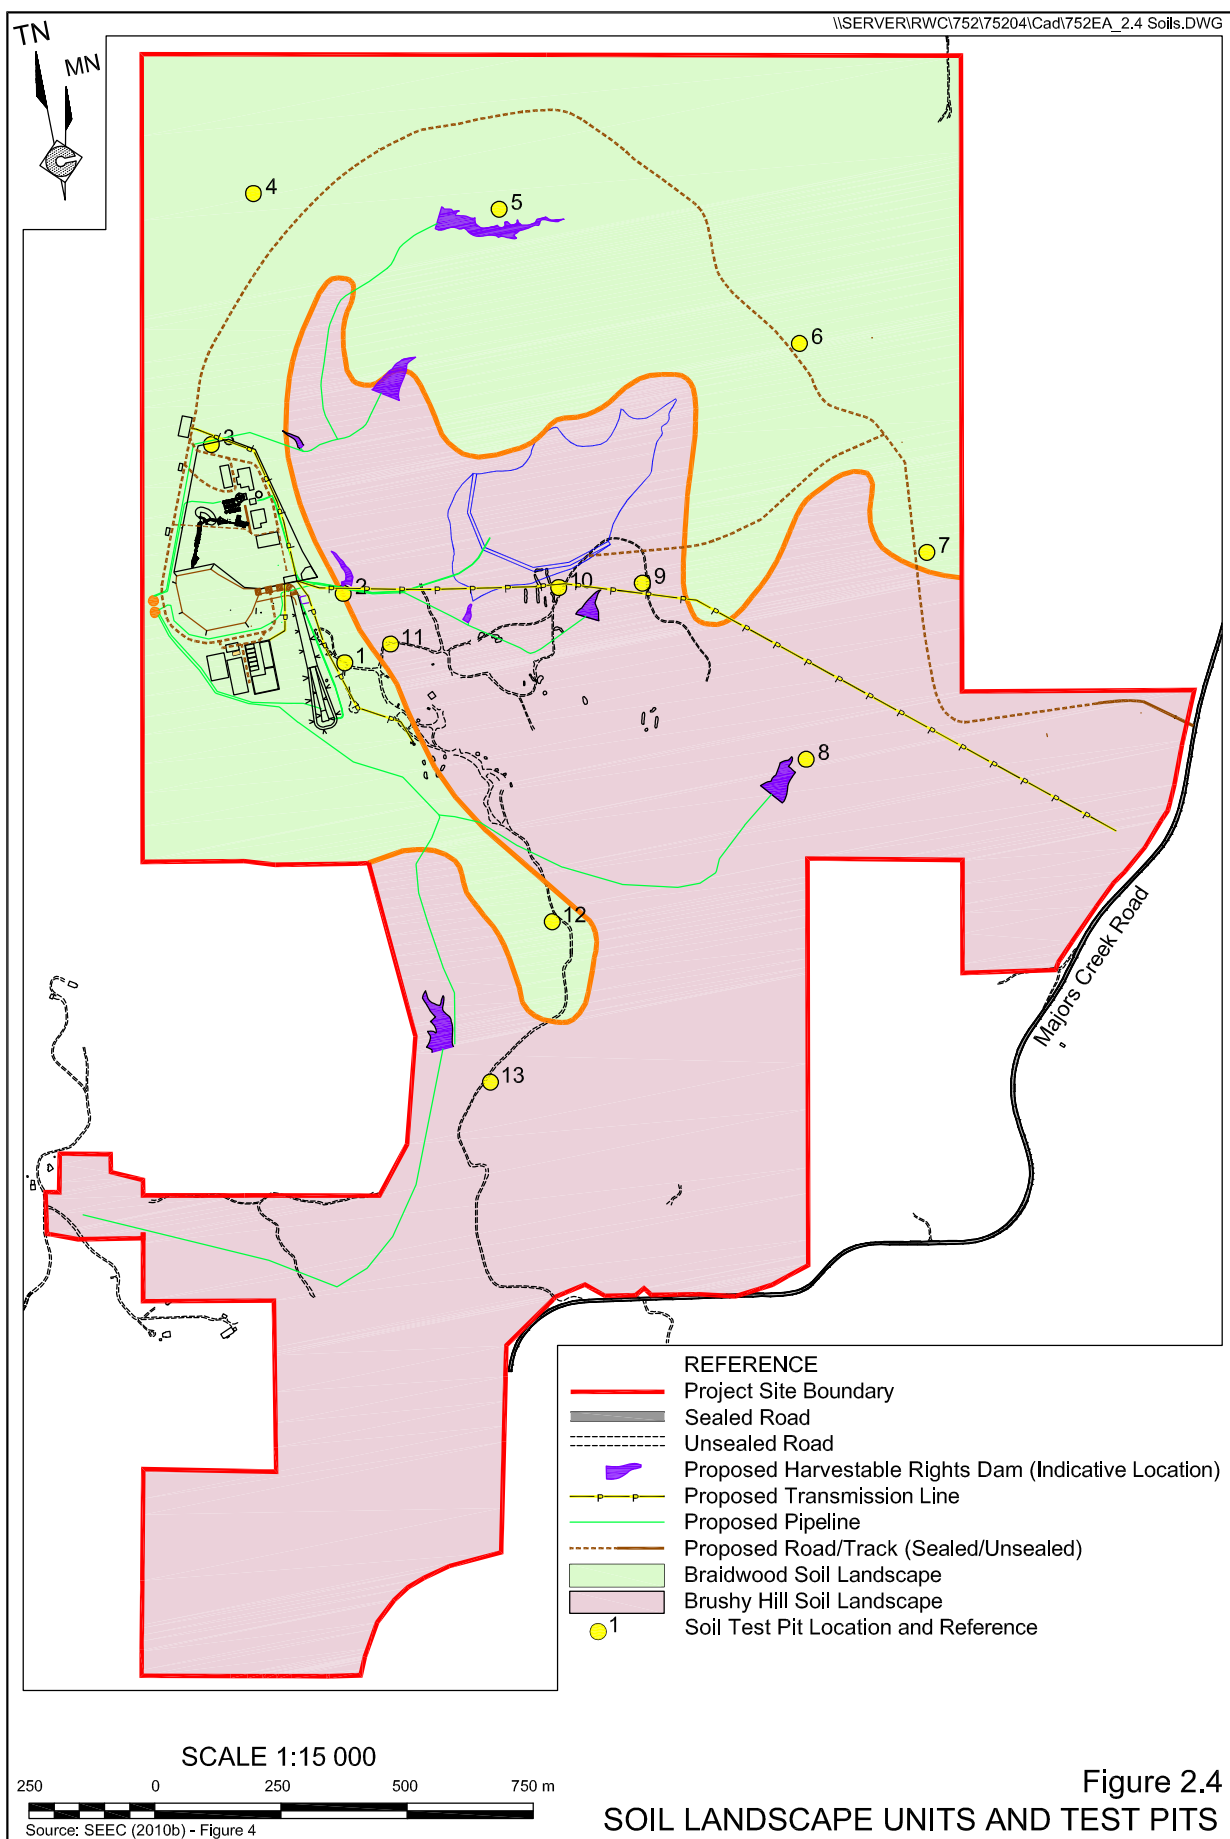 \\SERVER\RWC\752\75204\Cad\752EA_2.4 Soils.DWG
TN
MN
4
5
6
3
7
2
10
9
11
1
8
12
13
Majors Creek Road
REFERENCE
Project Site Boundary
Sealed Road
Unsealed Road
Proposed Harvestable Rights Dam (Indicative Location)
P P Proposed Transmission Line
Proposed Pipeline
Proposed Road/Track (Sealed/Unsealed)
Braidwood Soil Landscape
Brushy Hill Soil Landscape
1 Soil Test Pit Location and Reference
SCALE 1:15 000
250 0 250 500 750 m
Source: SEEC (2010b) - Figure 4
Figure 2.4
SOIL LANDSCAPE UNITS AND TEST PITS